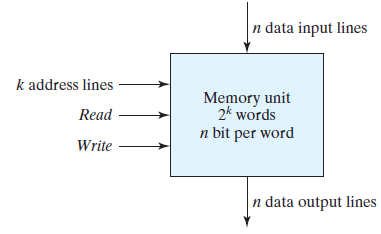 n data input lines
k address lines
Read
Write
Memory unit
2^k words
n bit per word
n data output lines